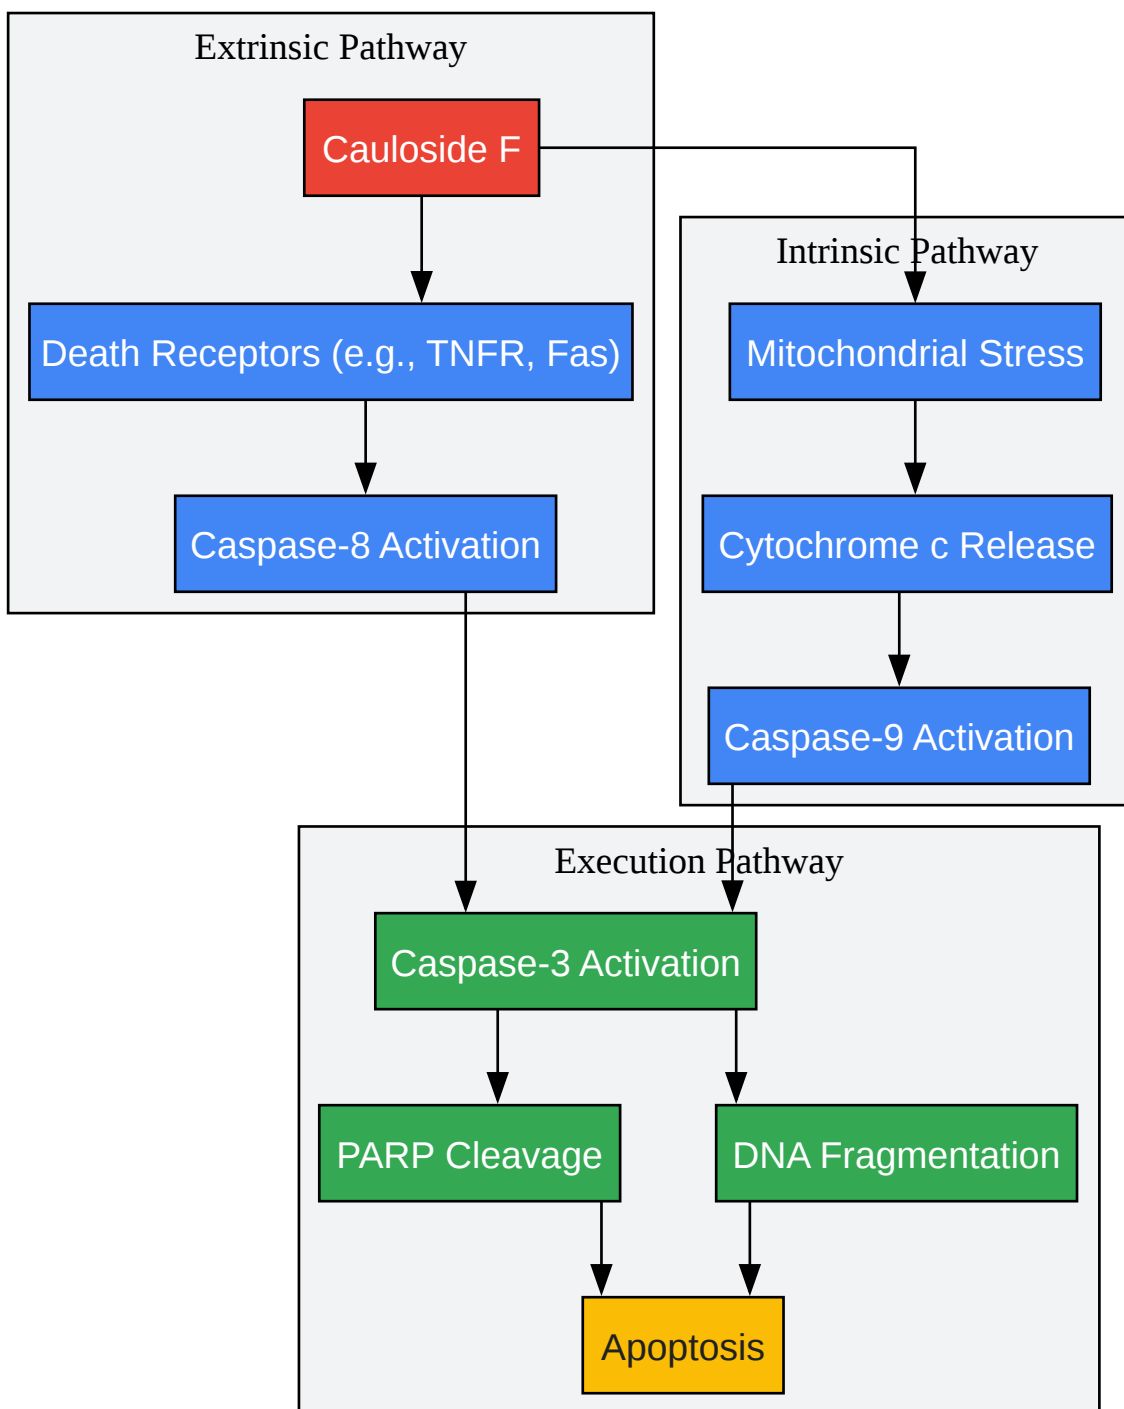 Extrinsic Pathway
Cauloside F
Intrinsic Pathway
Death Receptors (e.g., TNFR, Fas)
Mitochondrial Stress
Caspase-8 Activation
Cytochrome c Release
Caspase-9 Activation
Execution Pathway
Caspase-3 Activation
PARP Cleavage
DNA Fragmentation
Apoptosis